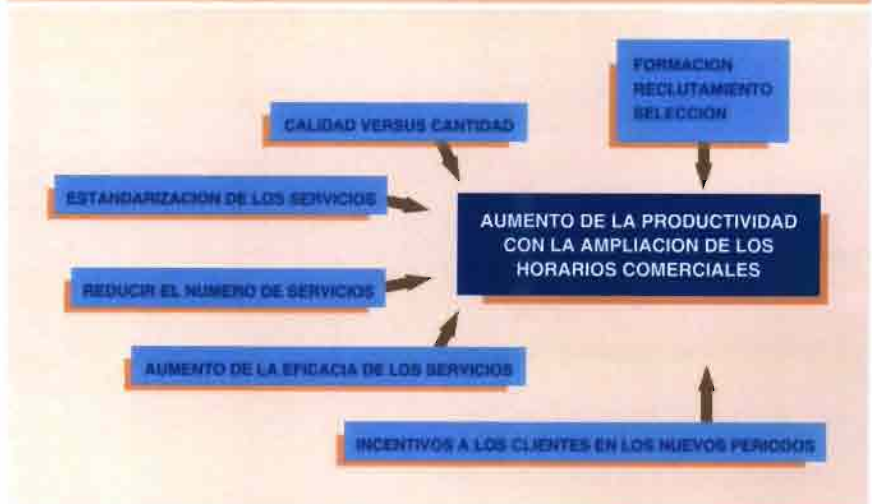 FORMACION
RECLUTAMIENTO
SELECCIÓN
CALIDAD VERSUS CANTIDAD
ESTANDARIZACION DE LOS SERVICIOS
AUMENTO DE LA PRODUCTIVIDAD
CON LA AMPLIACION DE LOS
HORARIOS COMERCIALES
REDUCIR EL NUMERO DE SERVICIOS
AUMENTO DE LA EFICACIA DE LOS SERVICIOS
INCENTIVOS A LOS CLIENTES EN LOS NUEVOS PERIODOS